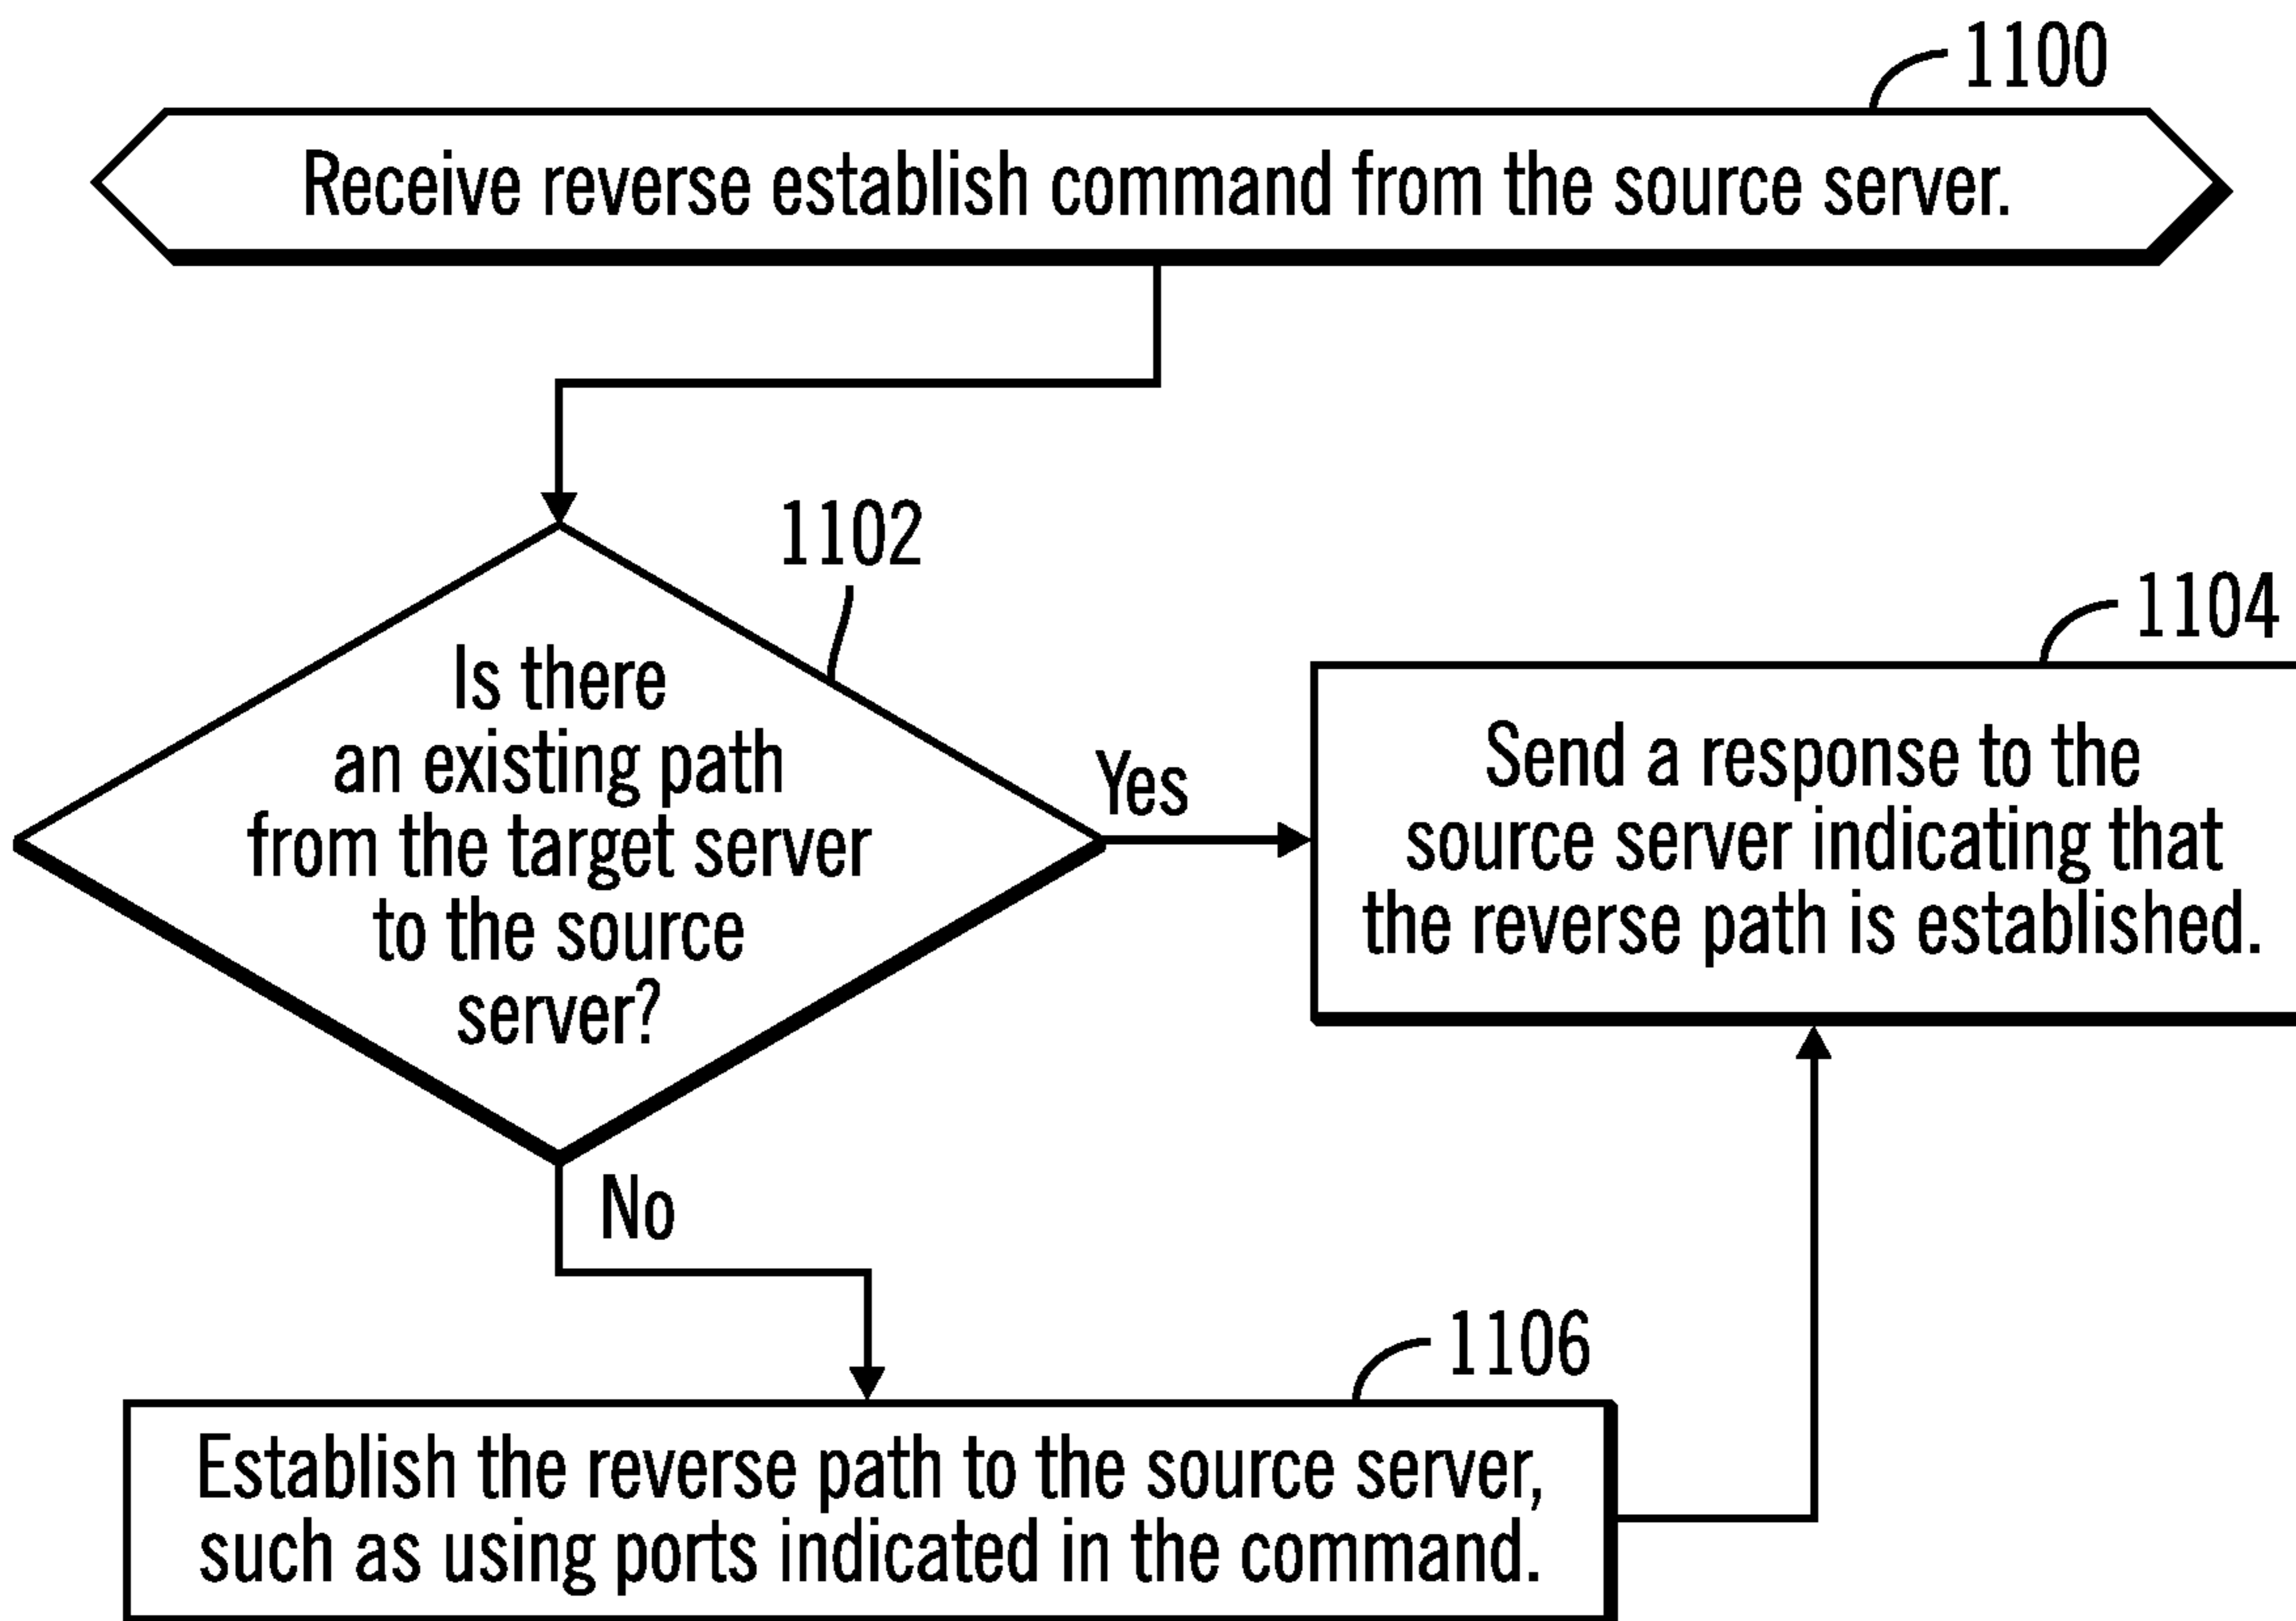 1100
Receive reverse establish command from the source server.
1102
Is there
an existing path
from the target server
to the source
server?
Yes
1104
Send a response to the
source server indicating that
the reverse path is established.
No
1106
Establish the reverse path to the source server,
such as using ports indicated in the command.